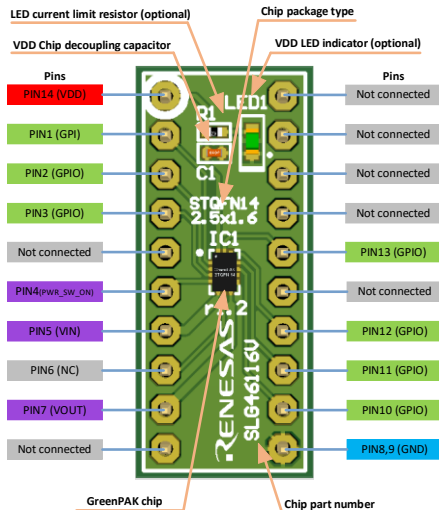 LED current limit resistor (optional)
Chip package type
VDD Chip decoupling capacitor
VDD LED indicator (optional)
Pins
Pins
PIN14 (VDD)
Not connected
PIN1 (GPI)
Not connected
PIN2 (GPIO)
Not connected
PIN3 (GPIO)
Not connected
Not connected
PIN13 (GPIO)
PIN4(PWR_SW_ON)
Not connected
PIN5 (VIN)
PIN12 (GPIO)
PIN6 (NC)
PIN11 (GPIO)
PIN7 (VOUT)
PIN10 (GPIO)
Not connected
PIN8,9 (GND)
LED1
R1
C1
STQFN14
2.5x1.6
IC1
RENESAS
SLG46116V
GreenPAK chip
Chip part number